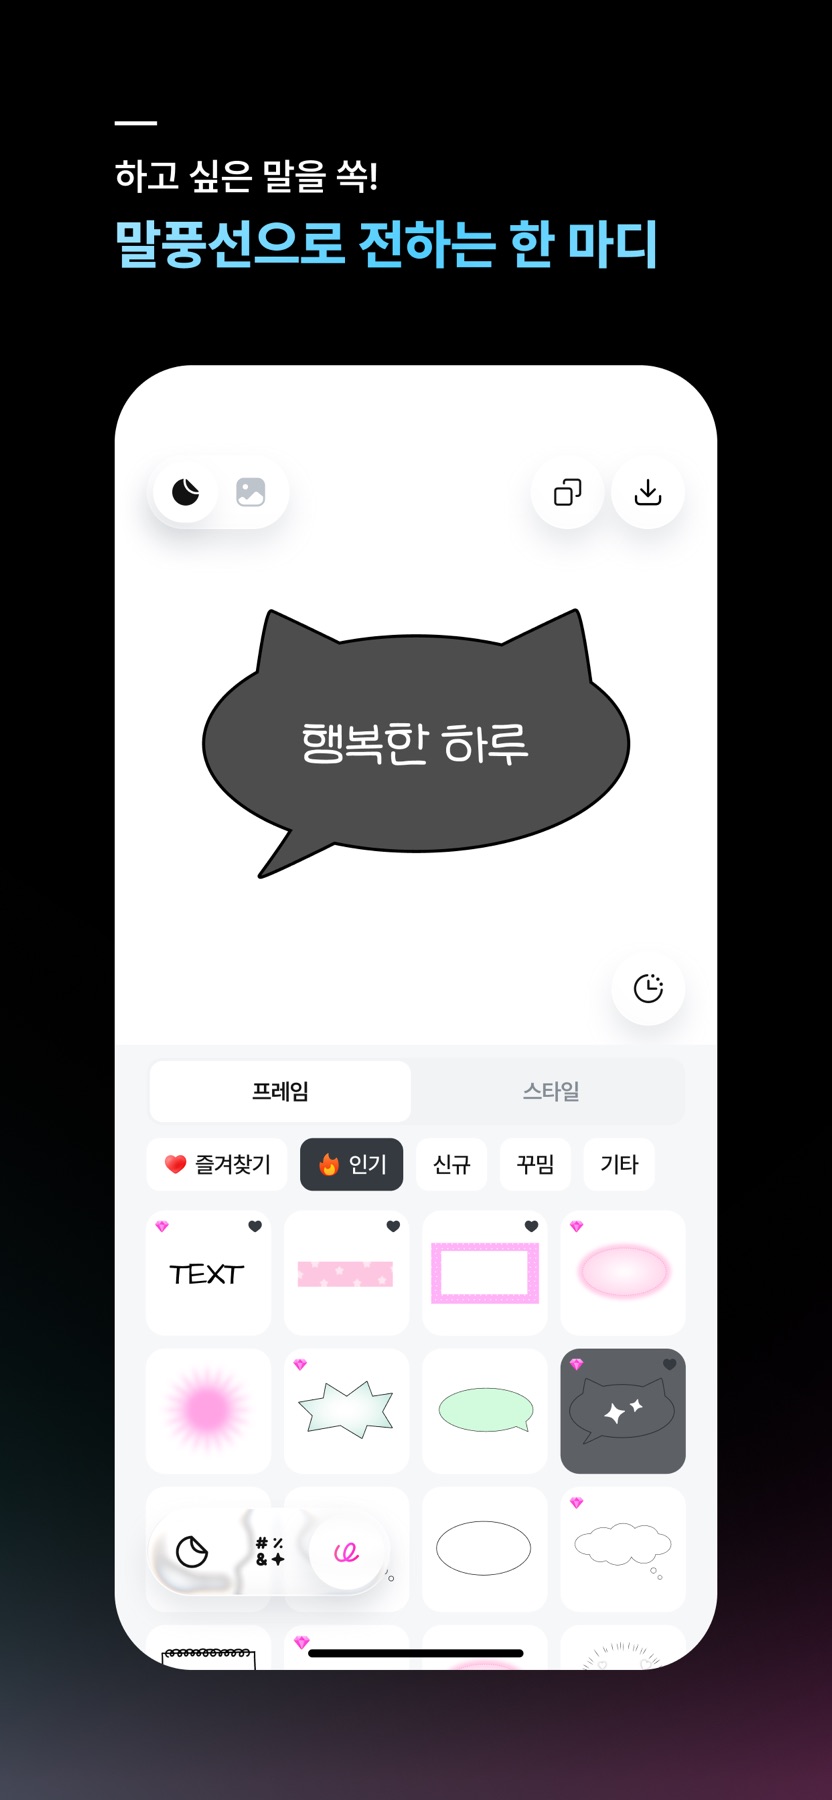 하고 싶은 말을 쏙!
말풍선으로 전하는 한 마디
행복한 하루
프레임 스타일
즐겨찾기 인기 신규 꾸밈 기타
TEXT
# ٪
& ✦